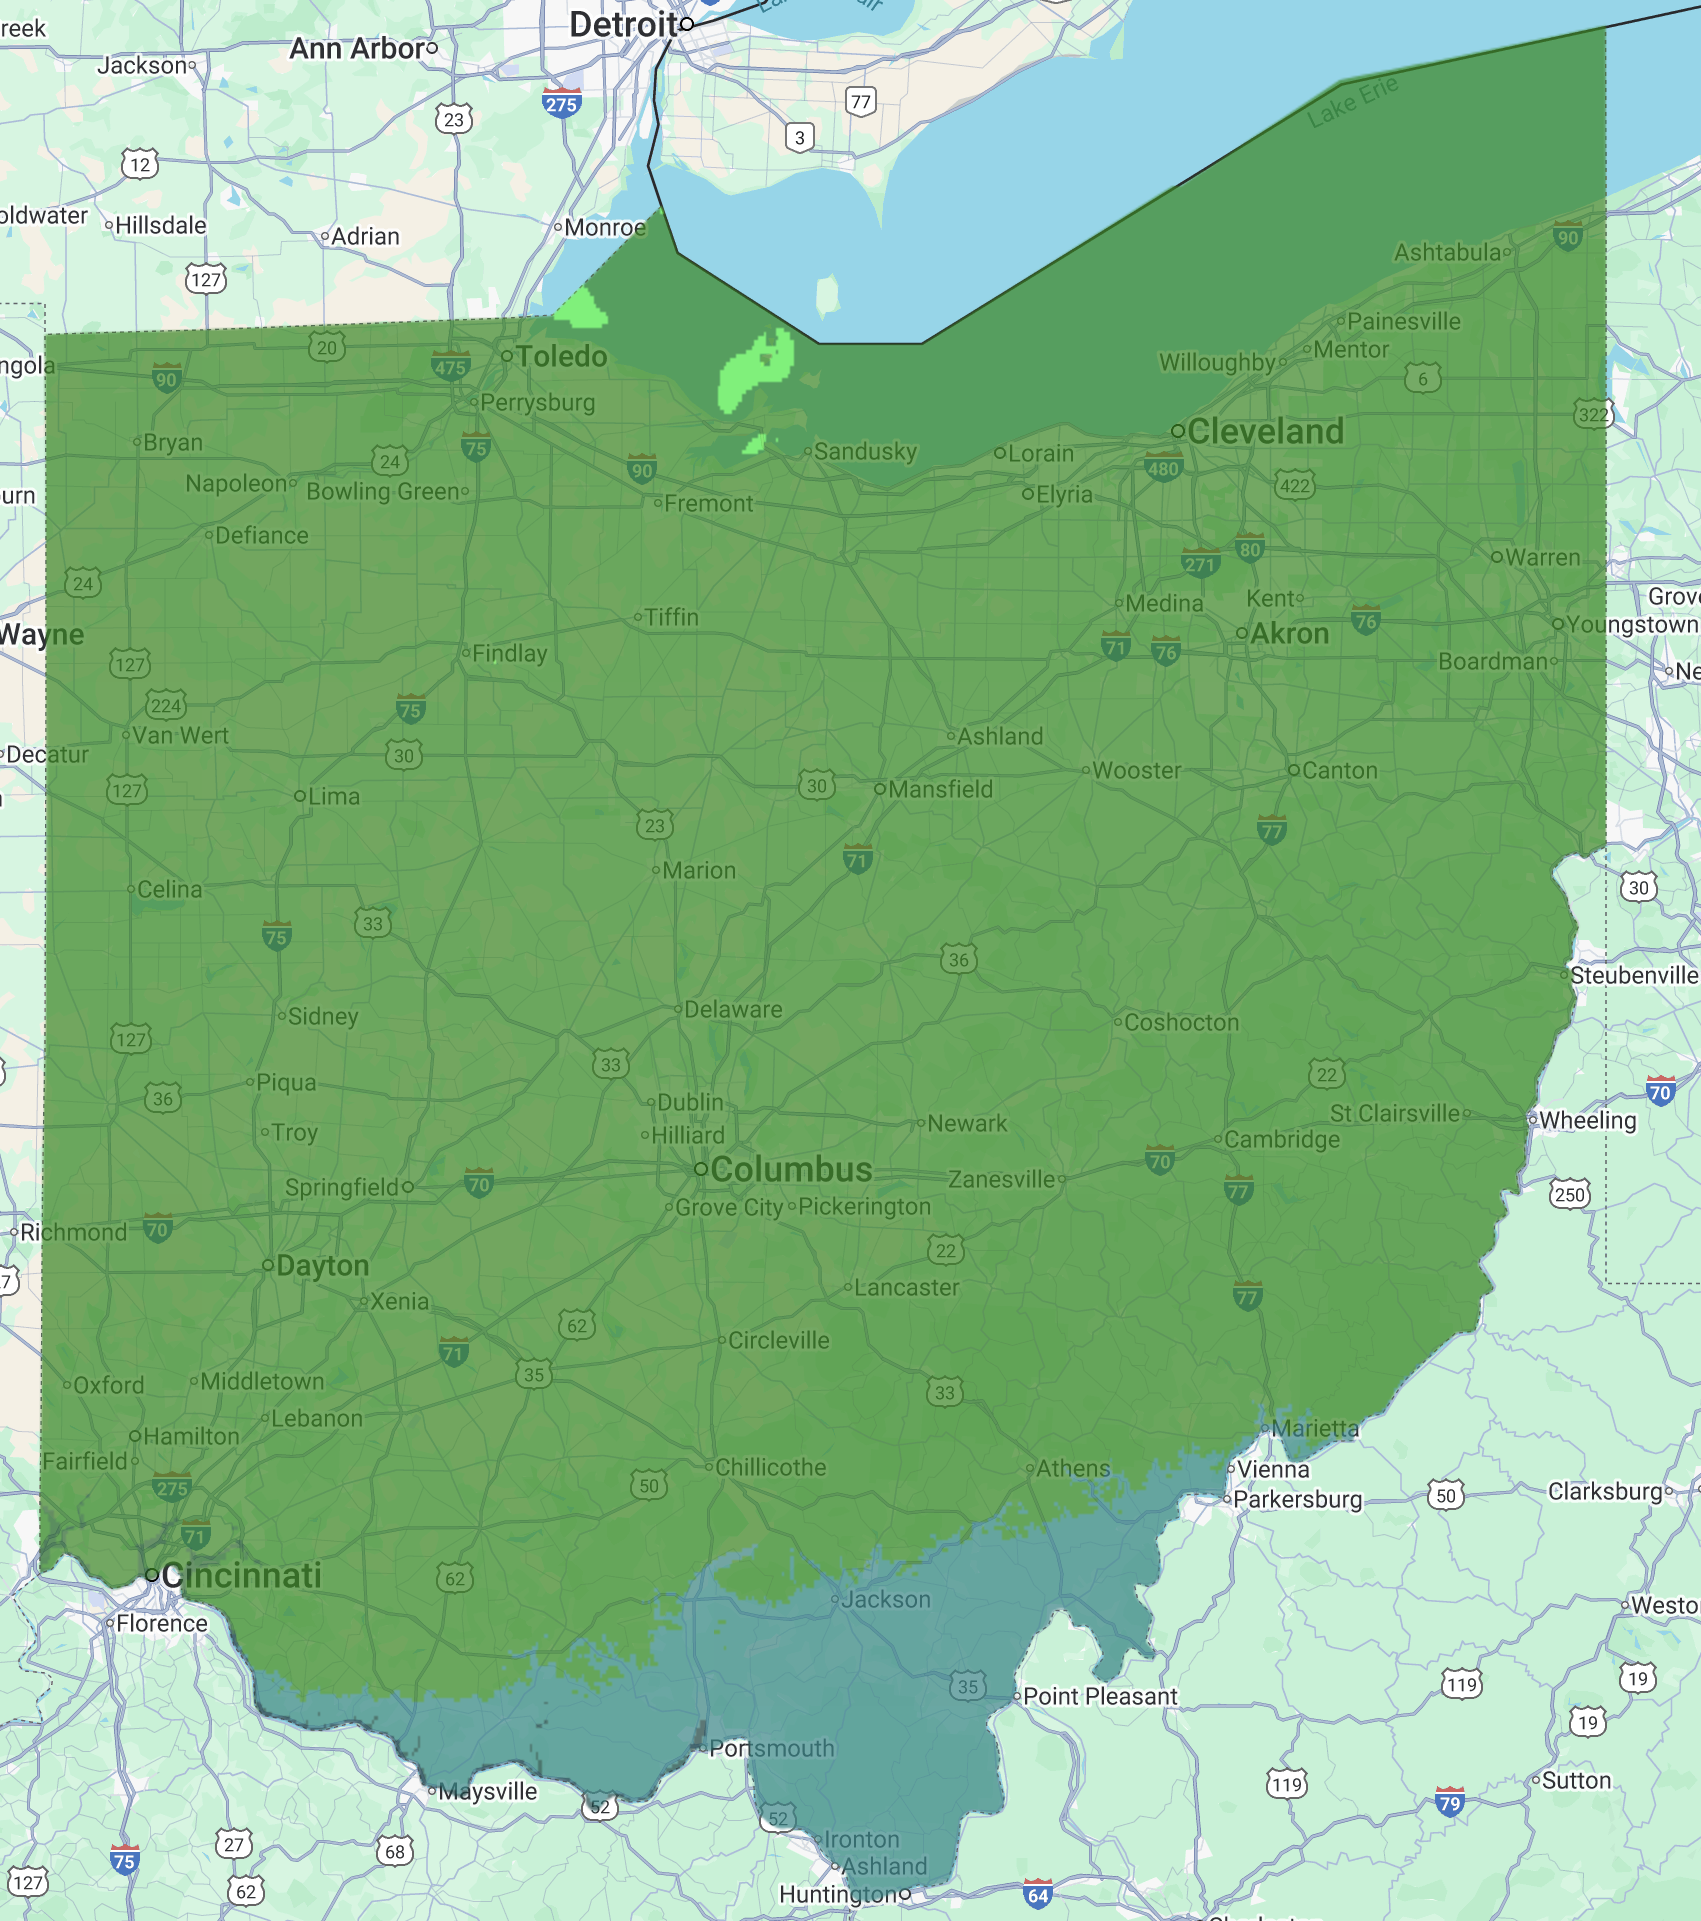 Detroit
reek
Ann Arbor
Jackson
275
77
23
3
Lake Erie
12
oldwater
Hillsdale
Adrian
Monroe
127
90
Ashtabula
20
Toledo
Painesville
ngola
90
475
Willoughby
Mentor
6
Perrysburg
322
Bryan
75
24
90
Sandusky
Lorain
Cleveland
480
422
urn
Napoleon
Bowling Green
Fremont
Elyria
Defiance
271
80
Warren
24
Medina
Kent
Grove
Wayne
Tiffin
71
76
Akron
76
Youngstown
127
Findlay
Boardman
Ne
224
75
Van Wert
Ashland
Decatur
30
127
Lima
30
Mansfield
Wooster
Canton
23
77
71
Marion
Celina
30
33
75
36
Steubenville
Sidney
Delaware
Coshocton
127
33
22
Piqua
36
Dublin
70
Troy
Hilliard
Newark
St Clairsville
Wheeling
Columbus
70
Cambridge
Springfield
70
Zanesville
77
250
Richmond
70
Grove City
Pickerington
Dayton
22
7
Xenia
Lancaster
77
62
Circleville
71
35
Oxford
Middletown
33
Lebanon
Marietta
Hamilton
Fairfield
Chillicothe
Athens
Vienna
275
50
Parkersburg
50
Clarksburg
71
Cincinnati
62
Jackson
Florence
Westo
35
Point Pleasant
119
19
19
Portsmouth
Maysville
52
52
119
Sutton
79
27
68
Ironton
75
Ashland
127
62
Huntington
64